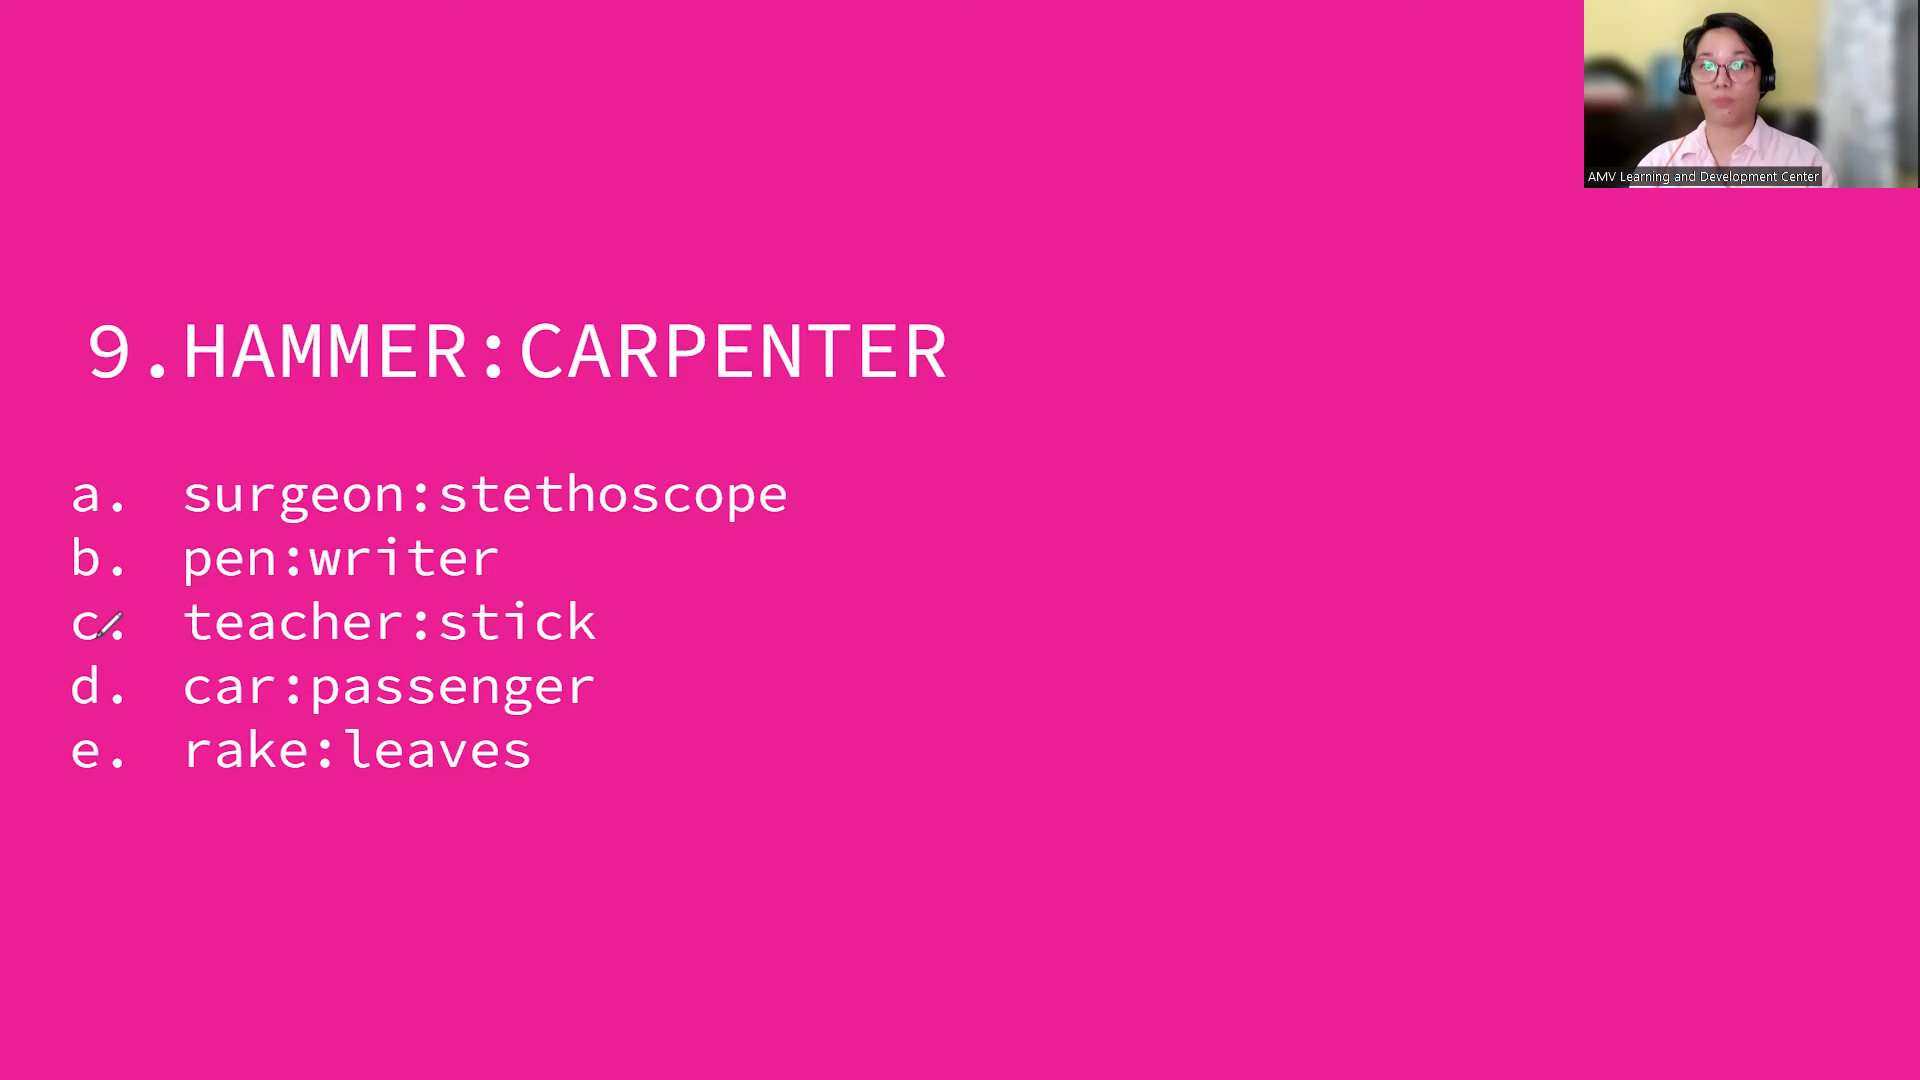 AMV Learning and Development Center
9.HAMMER:CARPENTER
a. surgeon:stethoscope
b. pen:writer
c. teacher:stick
d. car:passenger
e. rake:leaves